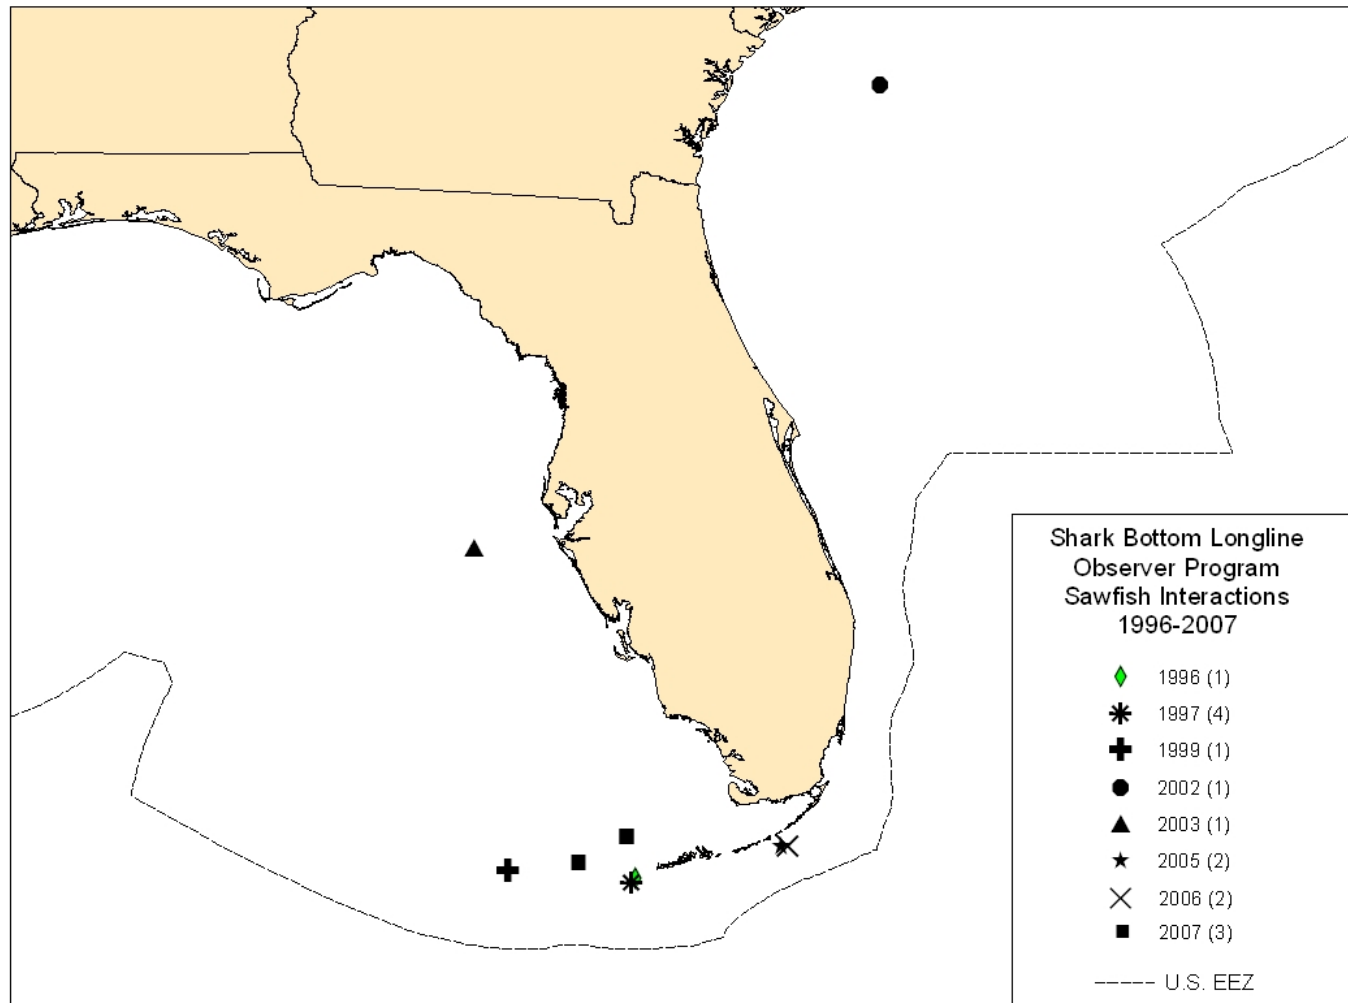 Shark Bottom Longline
Observer Program
Sawfish Interactions
1996-2007
1996 (1)
1997 (4)
1999 (1)
2002 (1)
2003 (1)
2005 (2)
2006 (2)
2007 (3)
U.S. EEZ